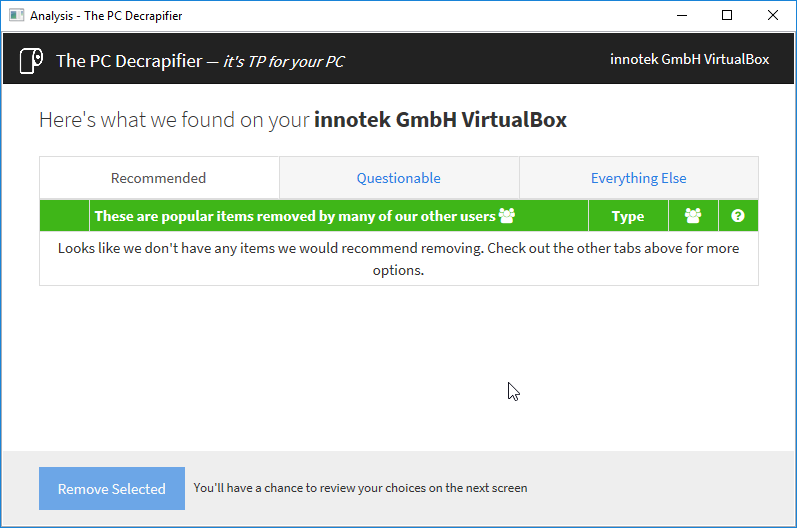 Analysis - The PC Decrapifier
The PC Decrapifier — it's TP for your PC
innotek GmbH VirtualBox
Here's what we found on your innotek GmbH VirtualBox
Recommended
Questionable
Everything Else
These are popular items removed by many of our other users
Type
?
Looks like we don't have any items we would recommend removing. Check out the other tabs above for more
options.
Remove Selected
You'll have a chance to review your choices on the next screen